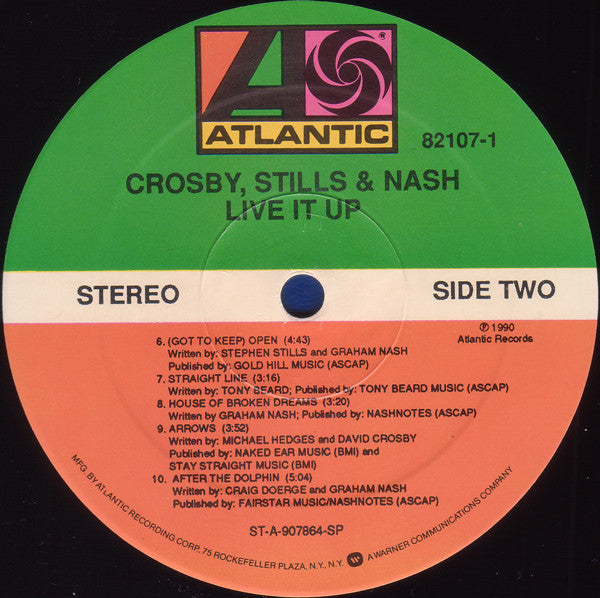 ATLANTIC
®
82107-1
CROSBY, STILLS & NASH
LIVE IT UP
STEREO
SIDE TWO
℗ 1990
Atlantic Records
6. (GOT TO KEEP) OPEN (4:43)
Written by: STEPHEN STILLS and GRAHAM NASH
Published by: GOLD HILL MUSIC (ASCAP)
7. STRAIGHT LINE (3:16)
Written by: TONY BEARD; Published by: TONY BEARD MUSIC (ASCAP)
8. HOUSE OF BROKEN DREAMS (3:20)
Written by GRAHAM NASH; Published by: NASHNOTES (ASCAP)
9. ARROWS (3:52)
Written by: MICHAEL HEDGES and DAVID CROSBY
Published by: NAKED EAR MUSIC (BMI) and
STAY STRAIGHT MUSIC (BMI)
10. AFTER THE DOLPHIN (5:04)
Written by: CRAIG DOERGE and GRAHAM NASH
Published by: FAIRSTAR MUSIC/NASHNOTES (ASCAP)
ST-A-907864-SP
MFG. BY ATLANTIC RECORDING CORP., 75 ROCKEFELLER PLAZA, N.Y., N.Y. W A WARNER COMMUNICATIONS COMPANY